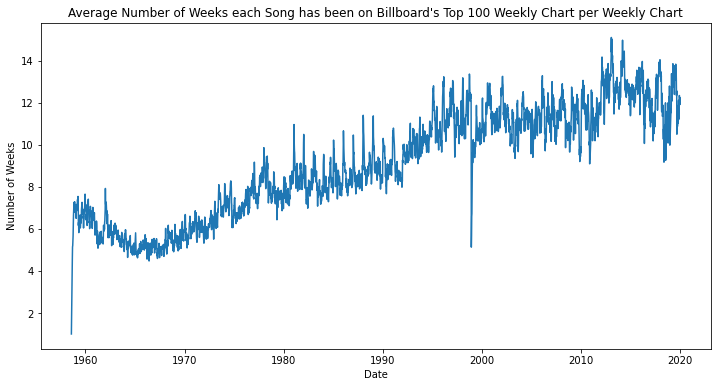 Average Number of Weeks each Song has been on Billboard's Top 100 Weekly Chart per Weekly Chart
Number of Weeks
14
12
10
8
6
4
2
1960 1970 1980 1990 2000 2010 2020
Date